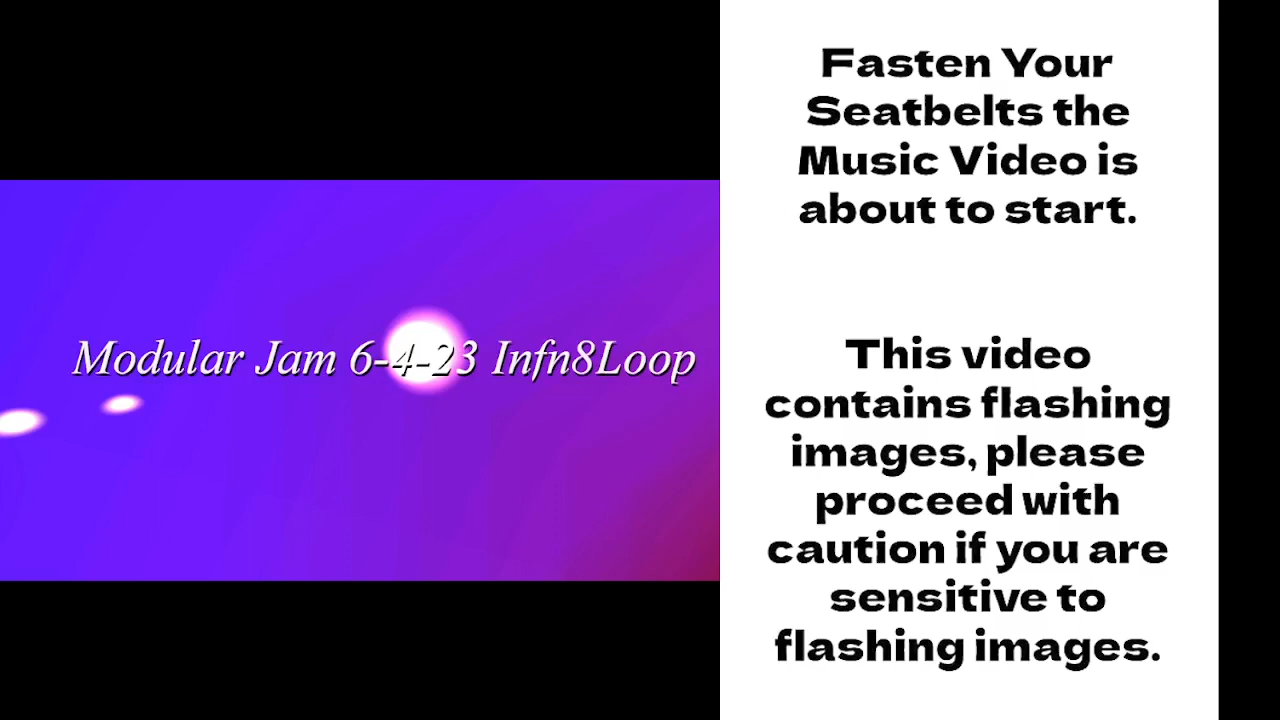 Modular Jam 6-4-23 Infn8Loop
Fasten Your
Seatbelts the
Music Video is
about to start.
This video
contains flashing
images, please
proceed with
caution if you are
sensitive to
flashing images.